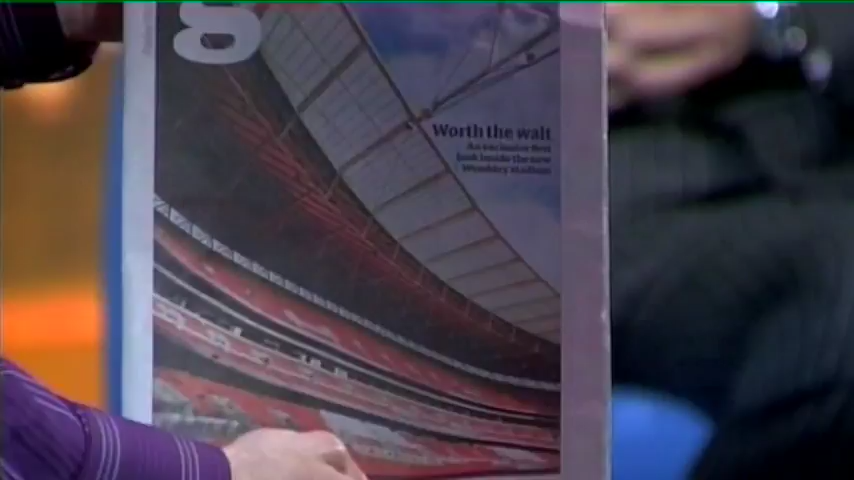 g
Worth the wait
An exclusive first
look inside the new
Wembley stadium